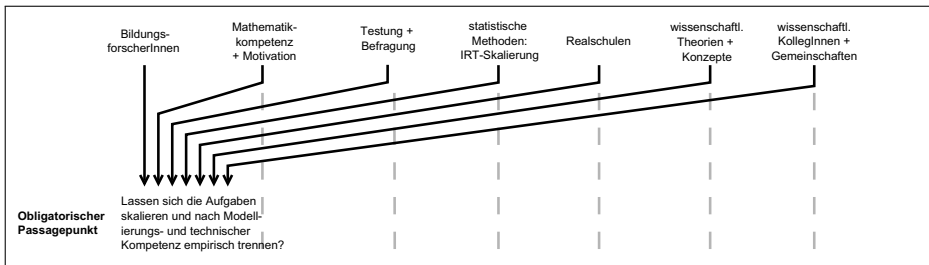 Bildungs-
forscherInnen
Mathematik-
kompetenz
+ Motivation
Testung +
Befragung
statistische
Methoden:
IRT-Skalierung
Realschulen
wissenschaftl.
Theorien +
Konzepte
wissenschaftl.
KollegInnen +
Gemeinschaften
Obligatorischer
Passagepunkt
Lassen sich die Aufgaben
skalieren und nach Modell-
ierungs- und technischer
Kompetenz empirisch trennen?